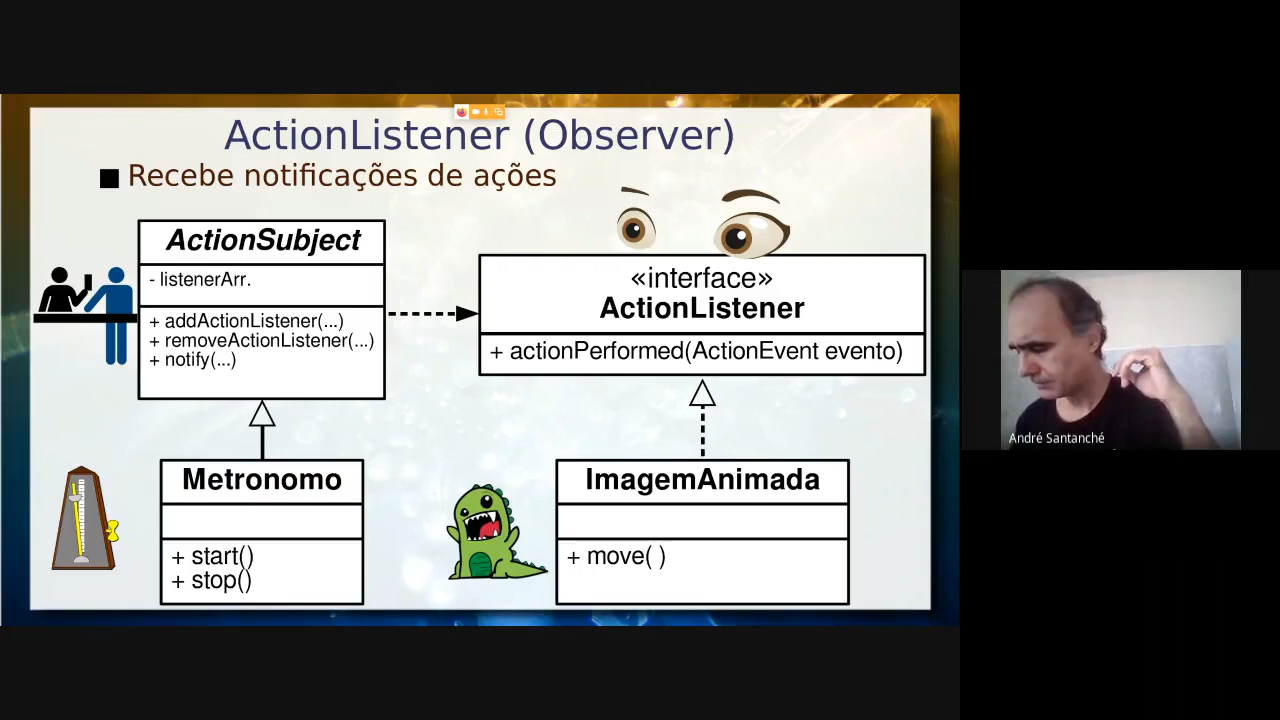 ActionListener (Observer)
Recebe notificações de ações
ActionSubject
- listenerArr.
+ addActionListener(...)
+ removeActionListener(...)
+ notify(...)
«interface»
ActionListener
+ actionPerformed(ActionEvent evento)
Metronomo
+ start()
+ stop()
ImagemAnimada
+ move( )
André Santanchè